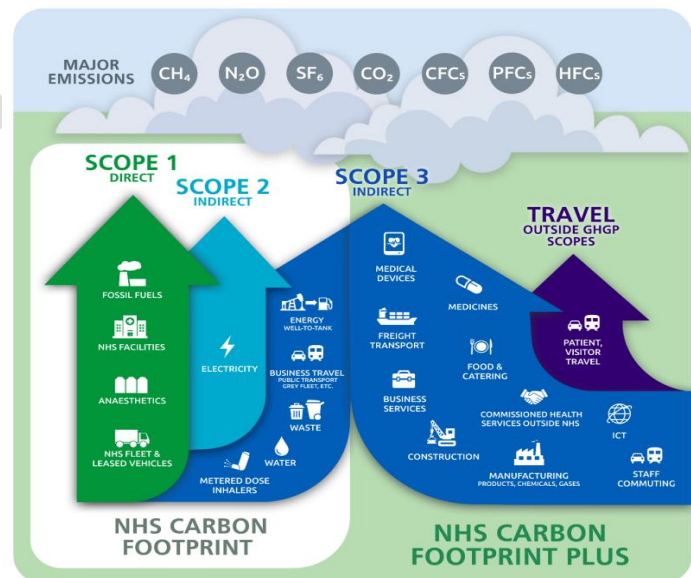 MAJOR
EMISSIONS
CH₄
N₂O
SF₆
CO₂
CFCs
PFCs
HFCs
SCOPE 1
DIRECT
FOSSIL FUELS
NHS FACILITIES
ANAESTHETICS
NHS FLEET &
LEASED VEHICLES
SCOPE 2
INDIRECT
ELECTRICITY
SCOPE 3
INDIRECT
ENERGY
WELL-TO-TANK
BUSINESS TRAVEL
PUBLIC TRANSPORT
GREY FLEET, ETC.
WASTE
WATER
METERED DOSE
INHALERS
MEDICAL
DEVICES
MEDICINES
FREIGHT
TRANSPORT
FOOD &
CATERING
BUSINESS
SERVICES
COMMISSIONED HEALTH
SERVICES OUTSIDE NHS
CONSTRUCTION
MANUFACTURING
PRODUCTS, CHEMICALS, GASES
ICT
STAFF
COMMUTING
TRAVEL
OUTSIDE GHGP
SCOPES
PATIENT,
VISITOR
TRAVEL
NHS CARBON
FOOTPRINT
NHS CARBON
FOOTPRINT PLUS